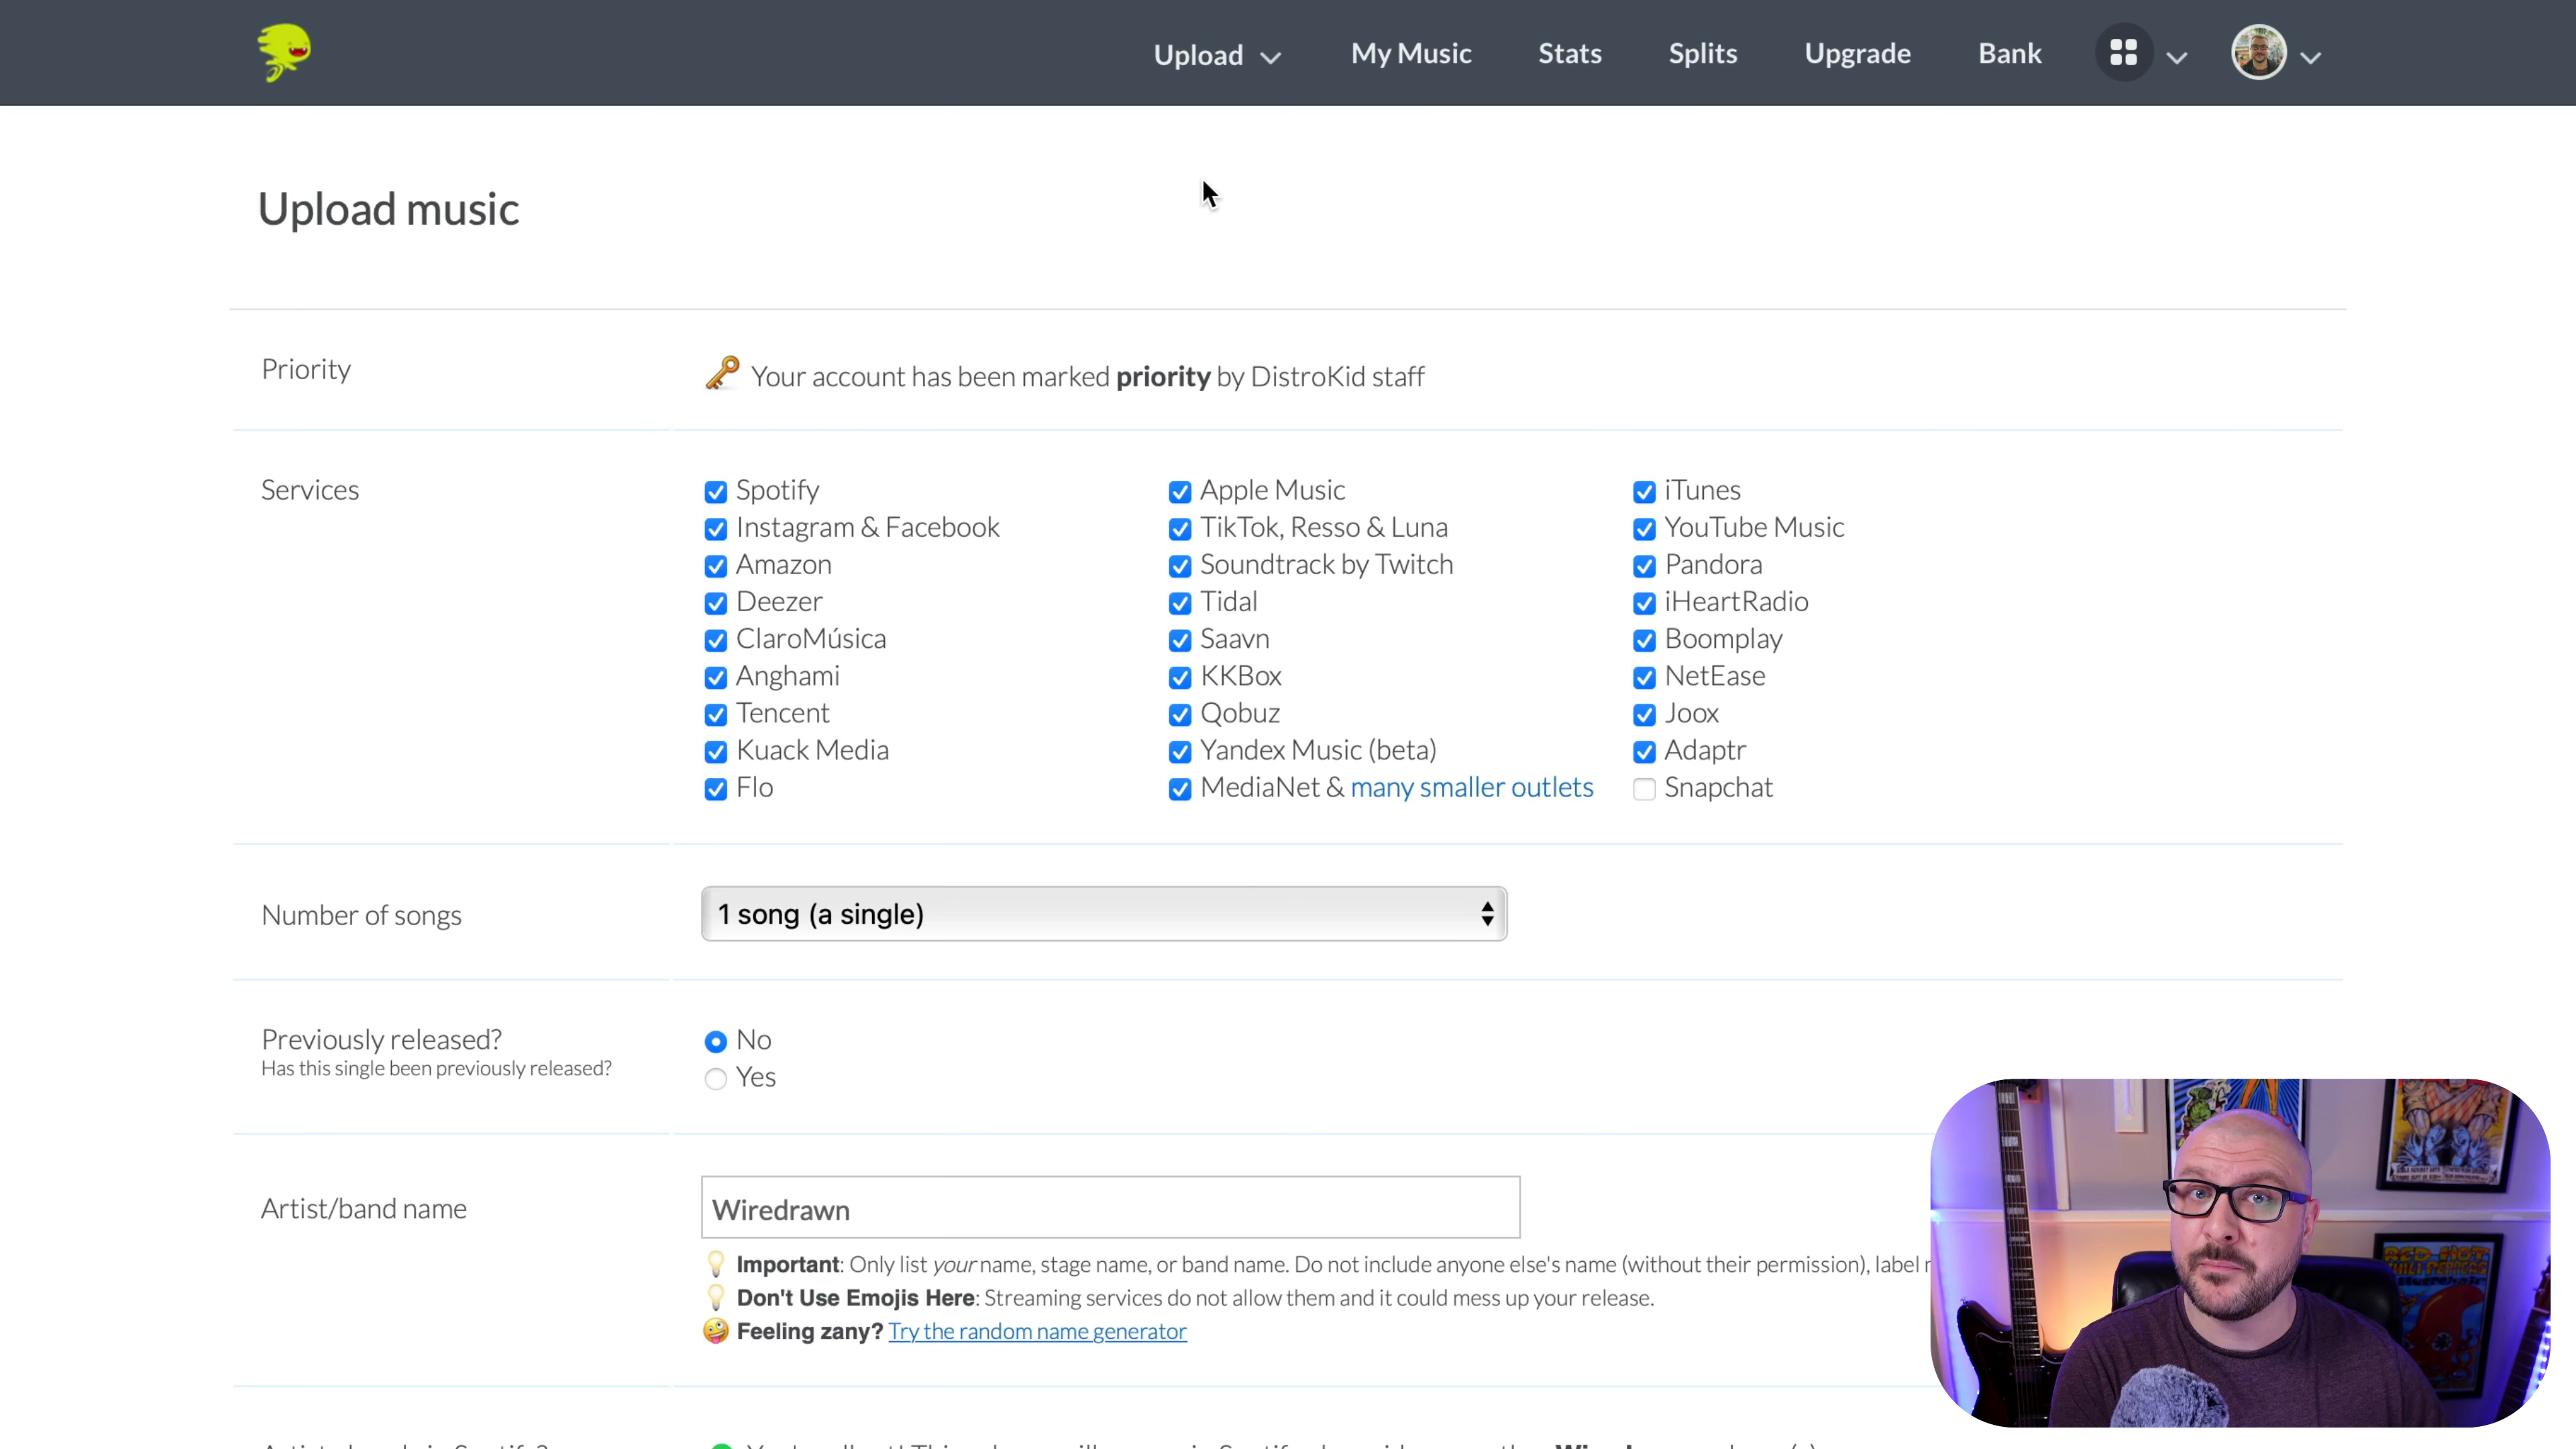 Upload My Music Stats Splits Upgrade Bank
Upload music
Priority
Your account has been marked priority by DistroKid staff
Services
Spotify Apple Music iTunes
Instagram & Facebook TikTok, Resso & Luna YouTube Music
Amazon Soundtrack by Twitch Pandora
Deezer Tidal iHeartRadio
ClaroMúsica Saavn Boomplay
Anghami KKBox NetEase
Tencent Qobuz Joox
Kuack Media Yandex Music (beta) Adaptr
Flo MediaNet & many smaller outlets Snapchat
Number of songs
1 song (a single)
Previously released?
Has this single been previously released?
No
Yes
Artist/band name
Wiredrawn
Important: Only list your name, stage name, or band name. Do not include anyone else's name (without their permission), label
Don't Use Emojis Here: Streaming services do not allow them and it could mess up your release.
Feeling zany? Try the random name generator
RED HOT
CHILI PEPPERS